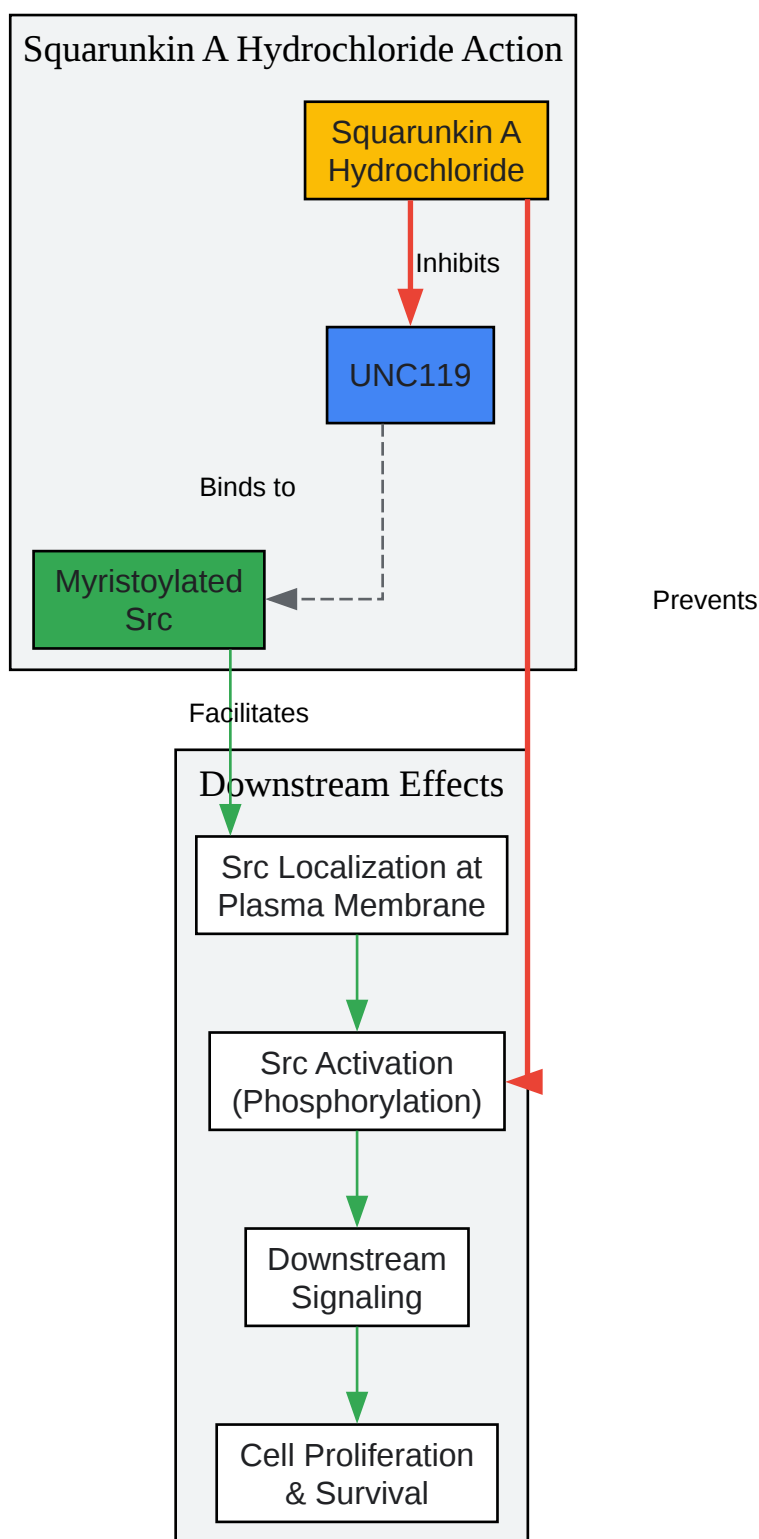 Squarunkin A Hydrochloride Action
Squarunkin A
Hydrochloride
Inhibits
UNC119
Binds to
Myristoylated
Src
Prevents
Facilitates
Downstream Effects
Src Localization at
Plasma Membrane
Src Activation
(Phosphorylation)
Downstream
Signaling
Cell Proliferation
& Survival